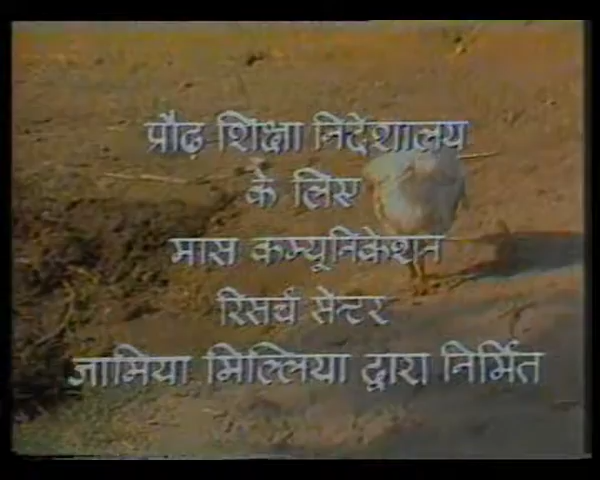 प्रौढ़ शिक्षा निदेशालय
के लिए
मास कम्यूनिकेशन
रिसर्च सेन्टर
जामिया मिल्लिया द्वारा निर्मित